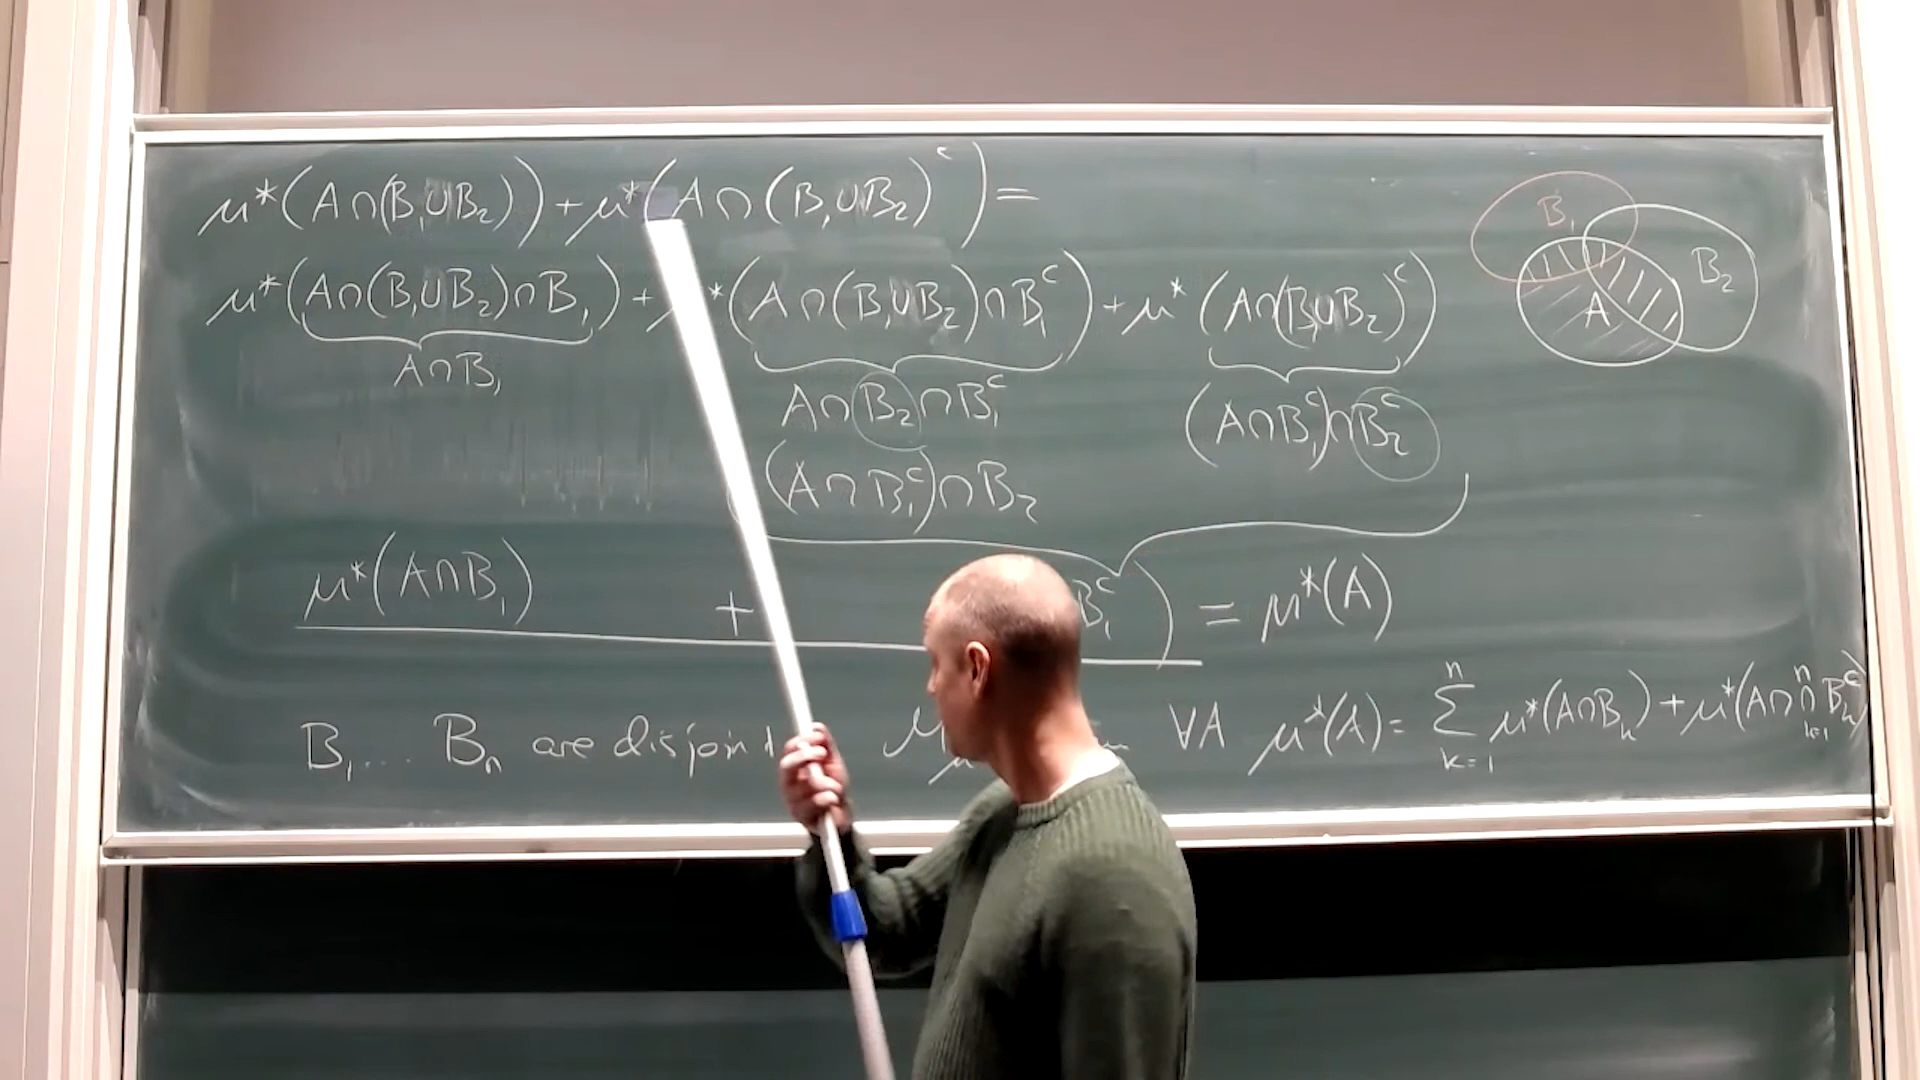 μ*(A∩(B₁∪B₂)) + μ*(A∩(B₁∪B₂)ᶜ) =
μ*(A∩(B₁∪B₂)∩B₁) + *(A∩(B₁∪B₂)∩B₁ᶜ) + μ*(A∩(B₁∪B₂)ᶜ)
A∩B₁
A∩B₂∩B₁ᶜ
(A∩B₁ᶜ)∩B₂ᶜ
(A∩B₁ᶜ)∩B₂
μ*(A∩B₁) + B₁ᶜ) = μ*(A)
B₁ ... Bₙ are disjoint ∀A μ*(A) = ∑ₖ₌₁ⁿ μ*(A∩Bₖ) + μ*(A∩⋂ₖ₌₁ⁿ Bₖᶜ)
B₁
B₂
A